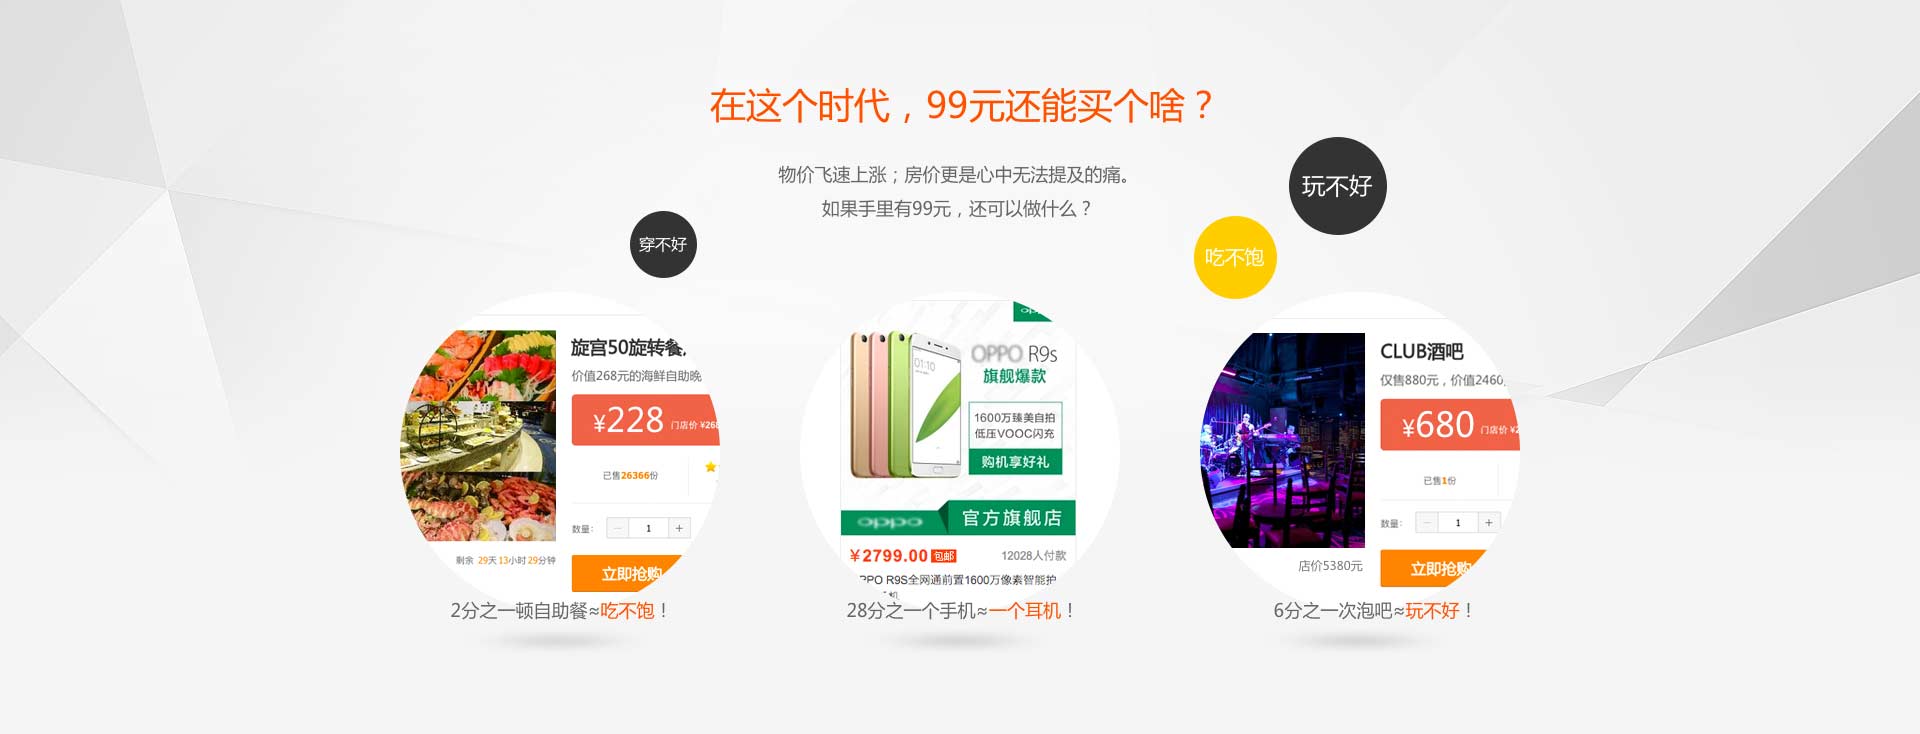 在这个时代，99元还能买个啥？
物价飞速上涨；房价更是心中无法提及的痛。
如果手里有99元，还可以做什么？
玩不好
穿不好
吃不饱
旋宫50旋转餐
价值268元的海鲜自助晚
¥228 门店价 ¥268
已售26366份
数量：
1
剩余 29天13小时29分钟
立即抢购
2分之一顿自助餐≈吃不饱！
OPPO R9s
旗舰爆款
1600万臻美自拍
低压VOOC闪充
购机享好礼
oppo
官方旗舰店
¥2799.00 包邮
12028人付款
PPO R9S全网通前置1600万像素智能护
机
28分之一个手机≈一个耳机！
CLUB酒吧
仅售880元，价值2460
¥680 门店价
已售1份
数量：
1
店价5380元
立即抢购
6分之一次泡吧≈玩不好！